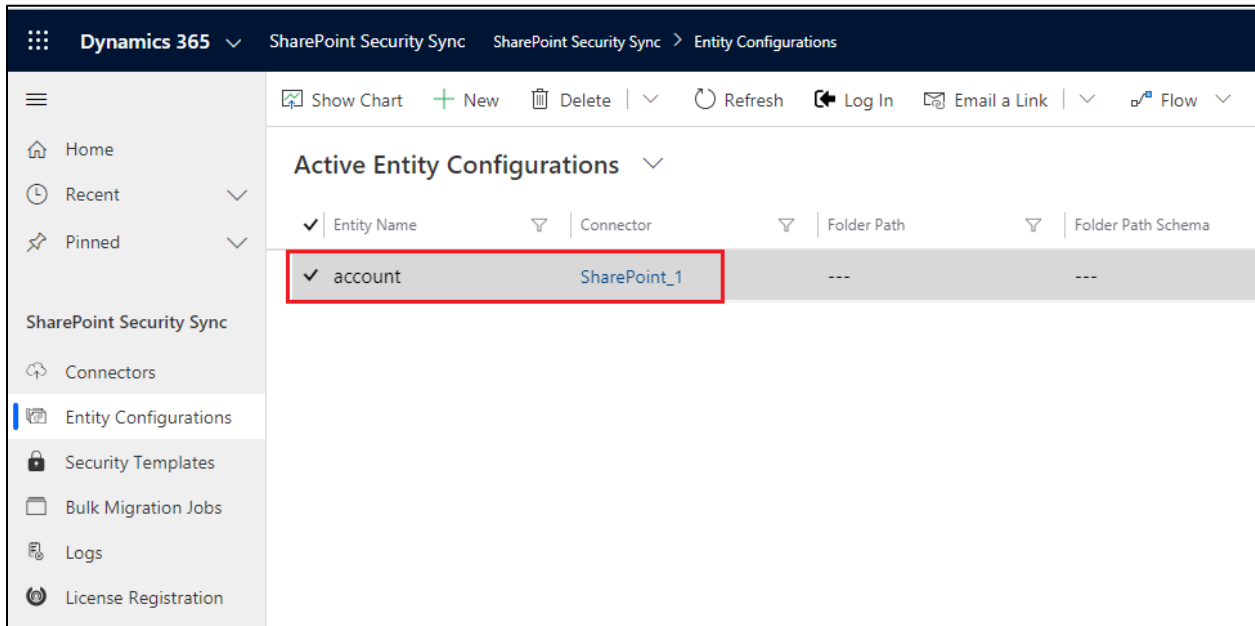 Dynamics 365 SharePoint Security Sync SharePoint Security Sync > Entity Configurations
Show Chart New Delete Refresh Log In Email a Link Flow
Home
Recent
Pinned
Active Entity Configurations
Entity Name Connector Folder Path Folder Path Schema
account SharePoint_1 --- ---
SharePoint Security Sync
Connectors
Entity Configurations
Security Templates
Bulk Migration Jobs
Logs
License Registration